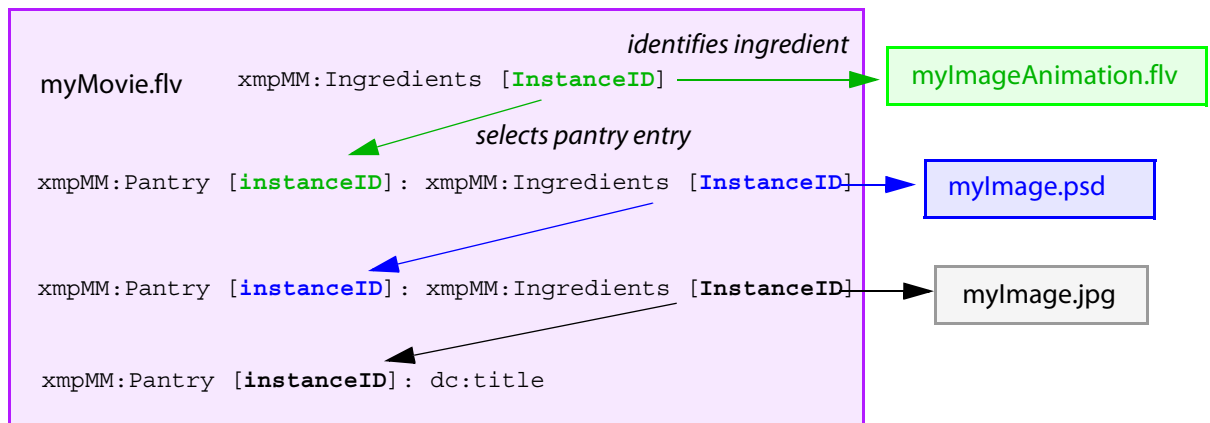 identifies ingredient
myMovie.flv xmpMM:Ingredients [InstanceID] myImageAnimation.flv
selects pantry entry
xmpMM:Pantry [instanceID]: xmpMM:Ingredients [InstanceID] myImage.psd
xmpMM:Pantry [instanceID]: xmpMM:Ingredients [InstanceID] myImage.jpg
xmpMM:Pantry [instanceID]: dc:title